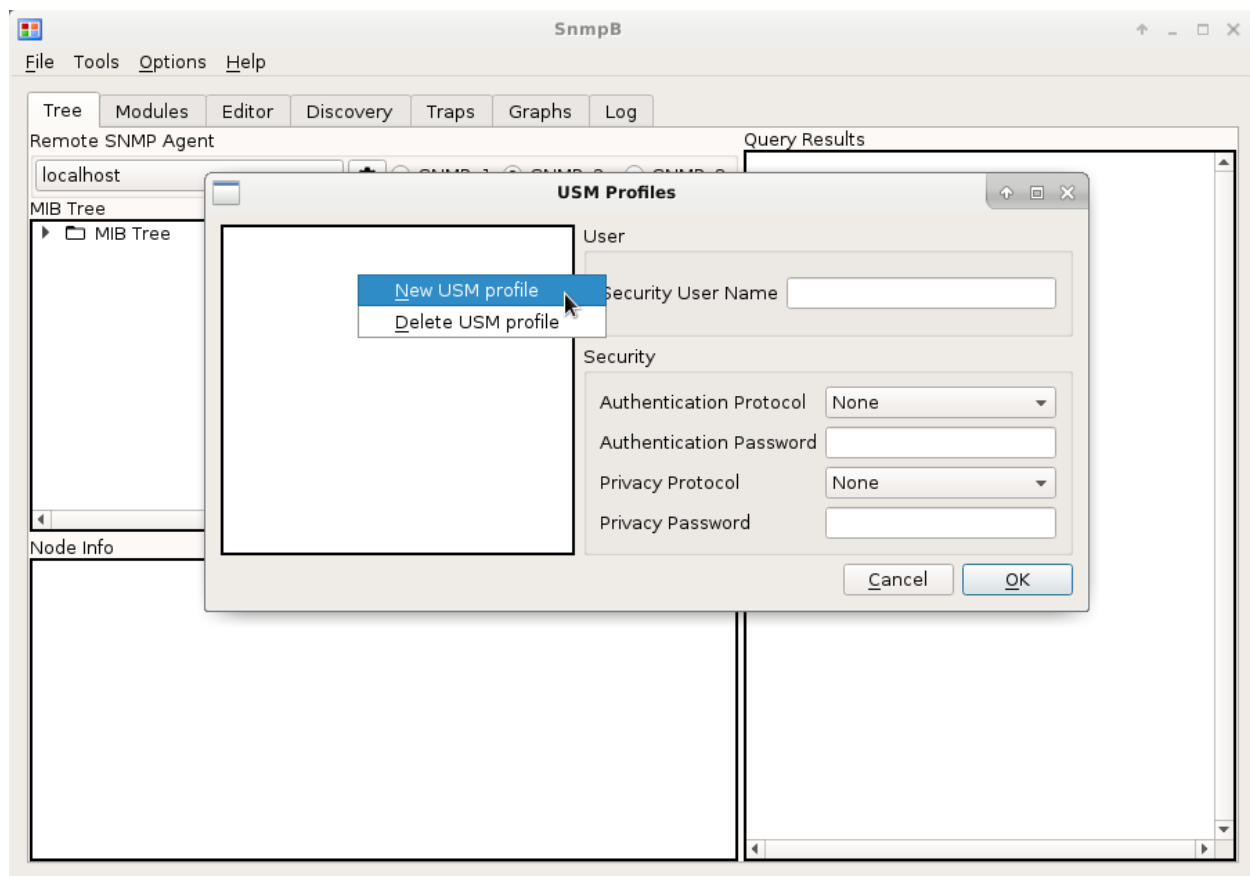 SnmpB
File Tools Options Help
Tree Modules Editor Discovery Traps Graphs Log
Remote SNMP Agent
Query Results
localhost
USM Profiles
MIB Tree
MIB Tree
User
New USM profile
Security User Name
Delete USM profile
Security
Authentication Protocol None
Authentication Password
Privacy Protocol None
Privacy Password
Node Info
Cancel OK